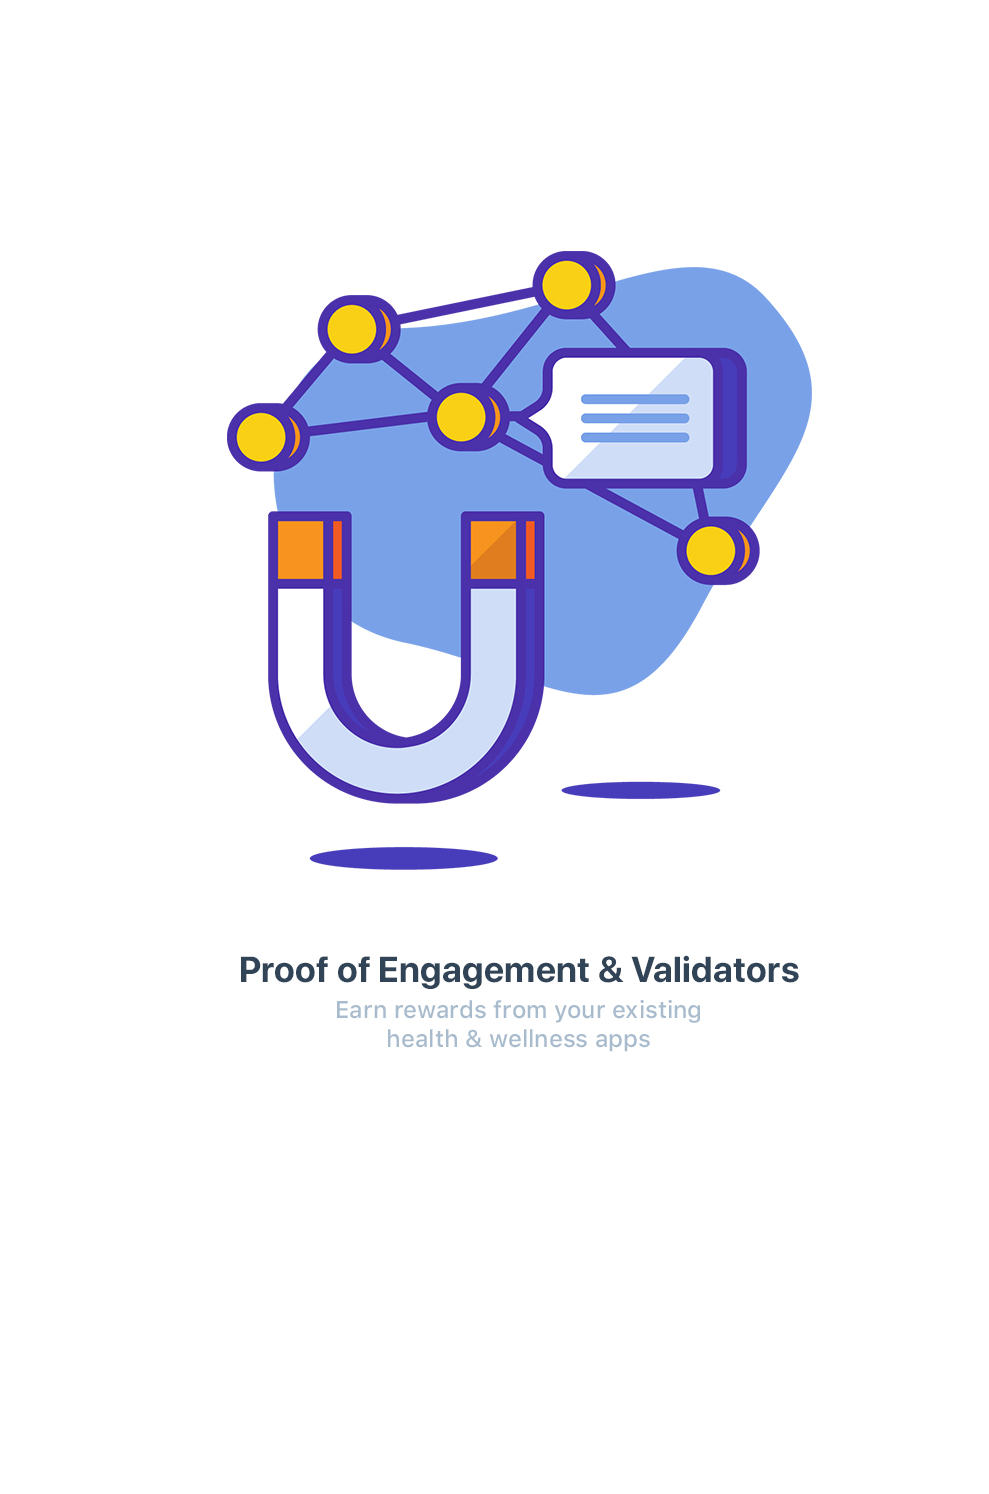 Proof of Engagement & Validators
Earn rewards from your existing
health & wellness apps